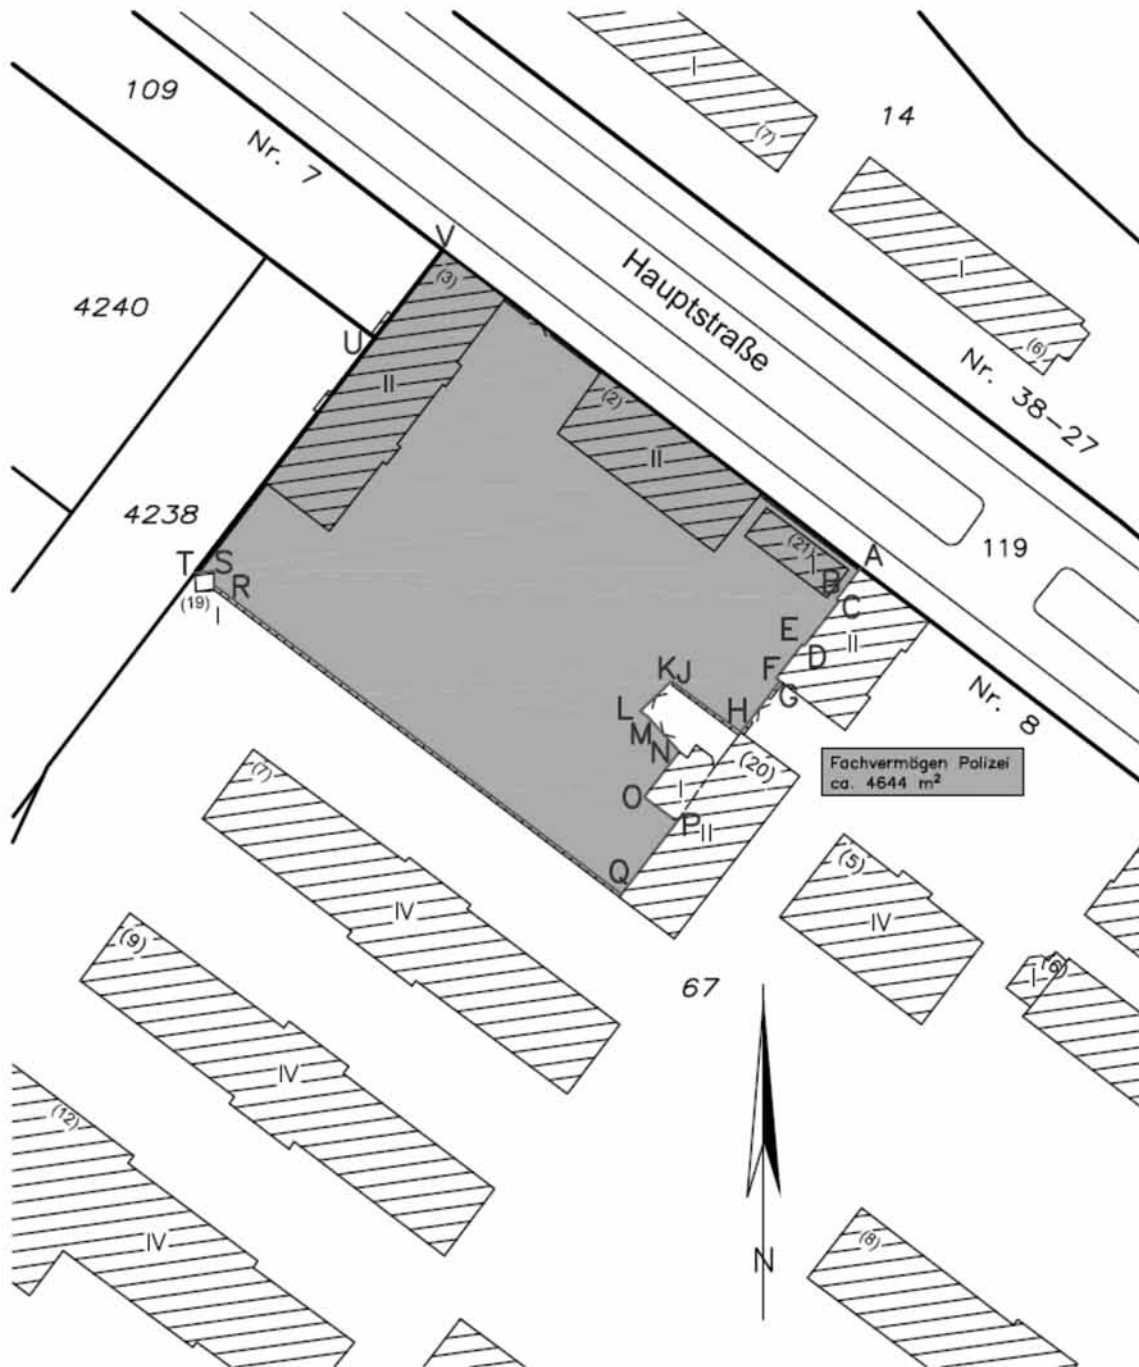 109
Nr. 7
I
(7)
14
V
(3)
Hauptstraße
I
(6)
4240
U
II
Nr. 38-27
(2)
II
4238
T
S
R
(19)
I
(21)
I
A
119
B
C
E
D
II
F
G
K
J
H
L
M
N
Nr. 8
(20)
I
O
P
II
Q
Fachvermögen Polizei
ca. 4644 m²
(7)
IV
(5)
IV
(9)
IV
67
I
(12)
IV
N
(8)